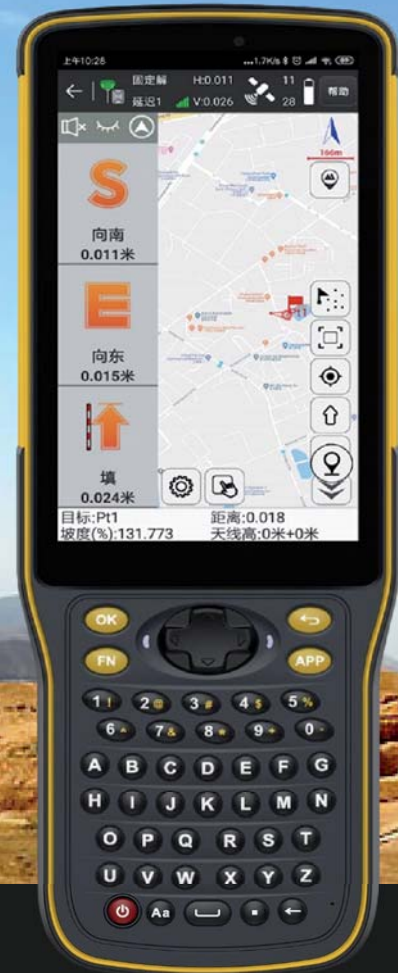 上午10:28
...1.7K/s
固定解 H:0.011 11
延迟1 V:0.026 28
帮助
166m
S
向南
0.011米
E
向东
0.015米
填
0.024米
Pt1
目标:Pt1 距离:0.018
坡度(%):131.773 天线高:0米+0米
OK
FN APP
1 ! 2 @ 3 # 4 $ 5 %
6 ^ 7 & 8 * 9 + 0 -
A B C D E F G
H I J K L M N
O P Q R S T
U V W X Y Z
Aa